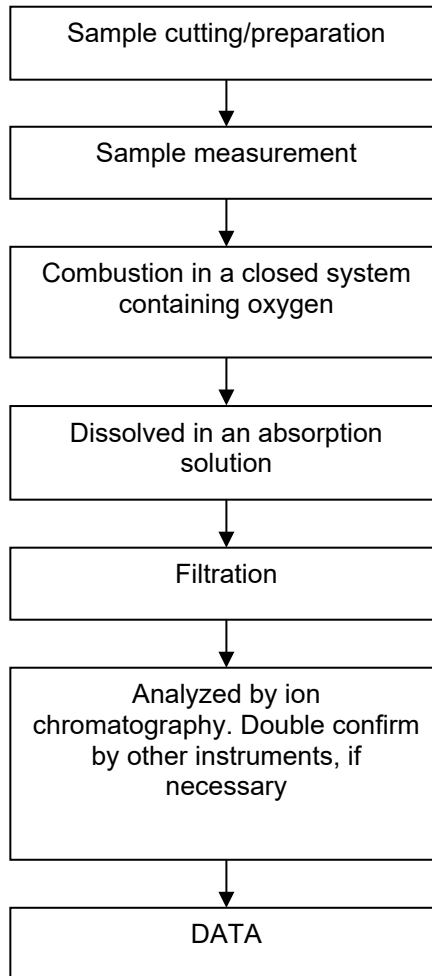 Sample cutting/preparation
Sample measurement
Combustion in a closed system
containing oxygen
Dissolved in an absorption
solution
Filtration
Analyzed by ion
chromatography. Double confirm
by other instruments, if
necessary
DATA